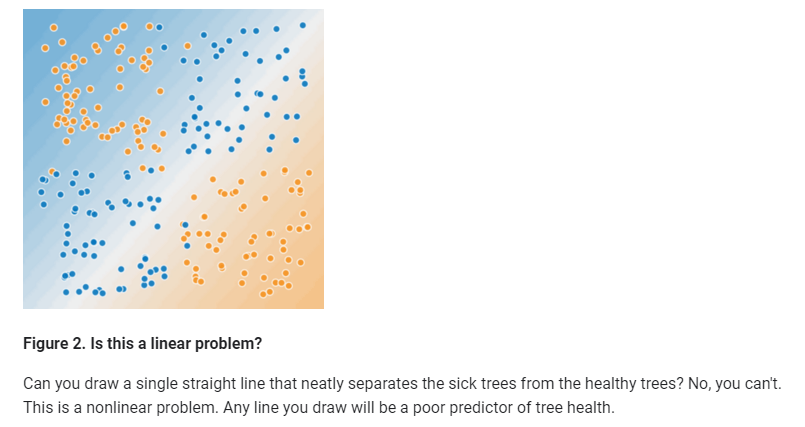 Figure 2. Is this a linear problem?
Can you draw a single straight line that neatly separates the sick trees from the healthy trees? No, you can't.
This is a nonlinear problem. Any line you draw will be a poor predictor of tree health.